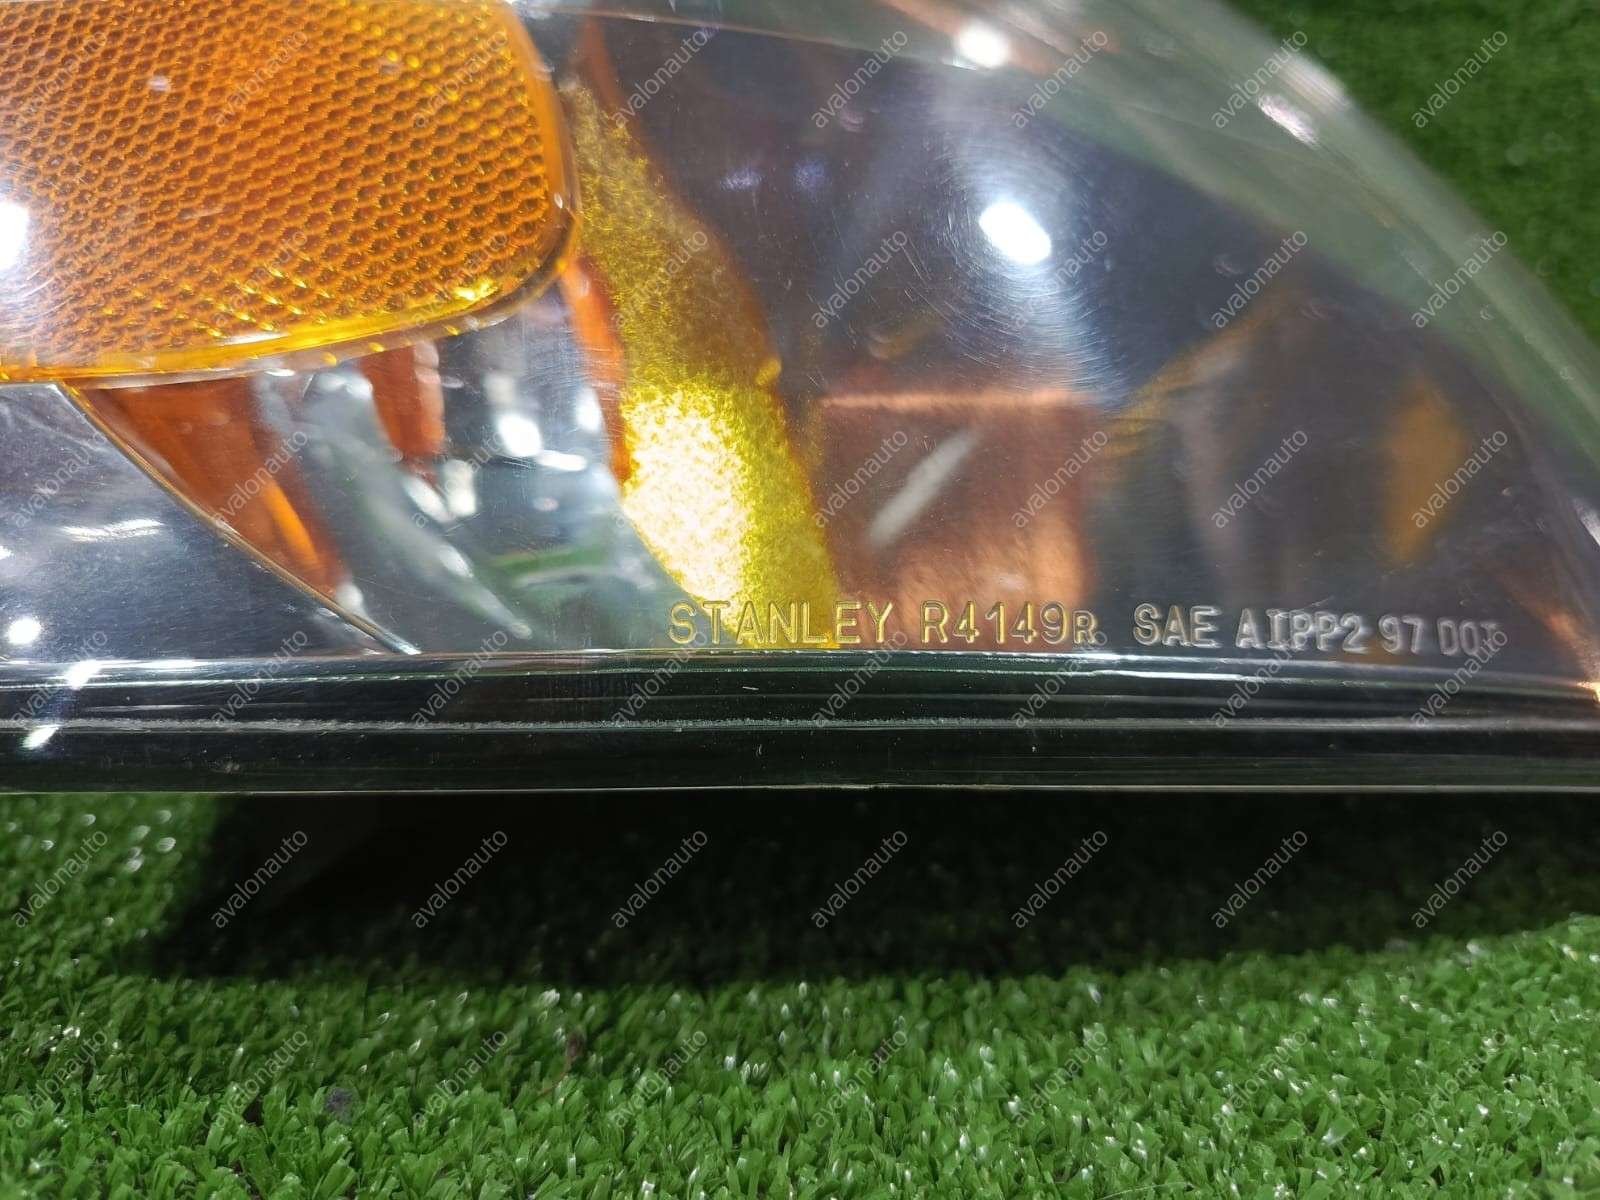 STANLEY R4149R SAE AIPP2 97 DOT
avalonauto